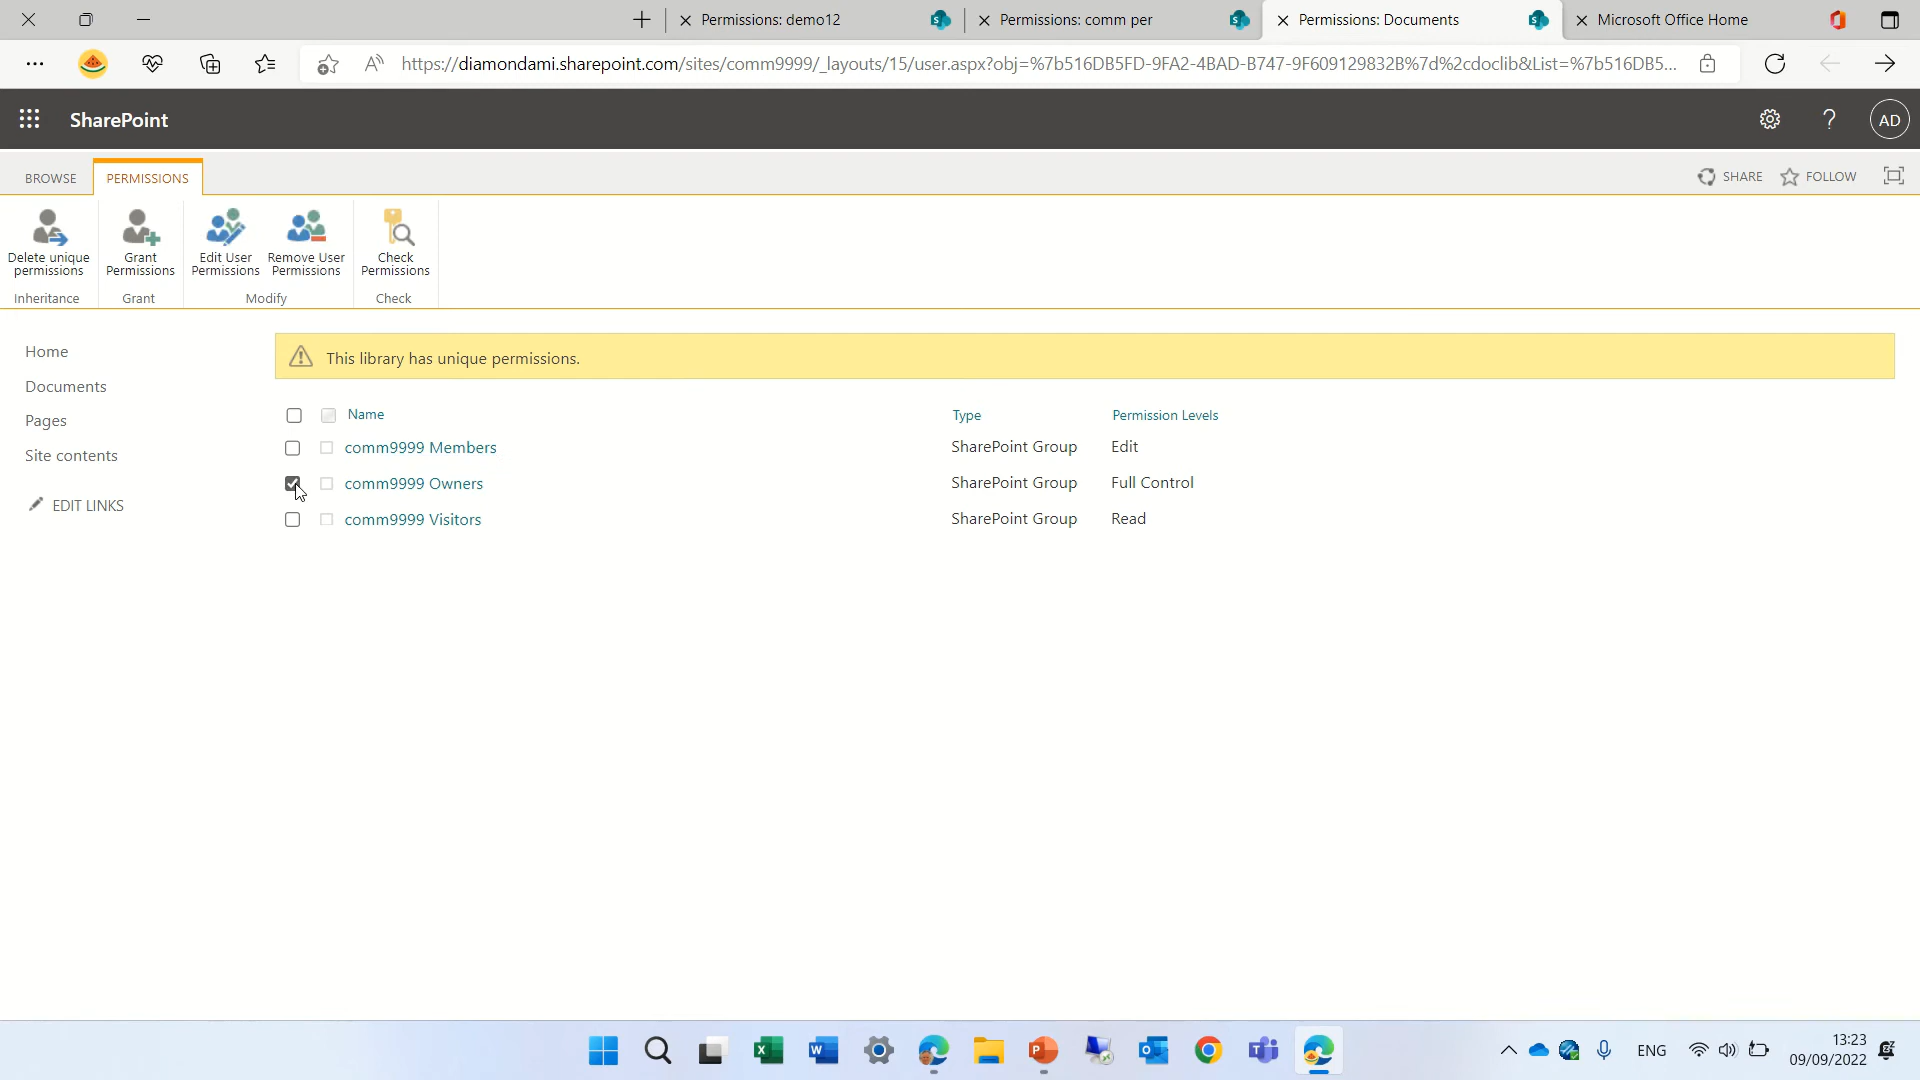 Permissions: demo12
Permissions: comm per
Permissions: Documents
Microsoft Office Home
https://diamondami.sharepoint.com/sites/comm9999/_layouts/15/user.aspx?obj=%7b516DB5FD-9FA2-4BAD-B747-9F609129832B%7d%2cdoclib&List=%7b516DB5...
SharePoint
?
AD
BROWSE
PERMISSIONS
SHARE
FOLLOW
Delete unique
permissions
Grant
Permissions
Edit User
Permissions
Remove User
Permissions
Check
Permissions
Inheritance
Grant
Modify
Check
Home
Documents
Pages
Site contents
EDIT LINKS
This library has unique permissions.
Name Type Permission Levels
comm9999 Members SharePoint Group Edit
comm9999 Owners SharePoint Group Full Control
comm9999 Visitors SharePoint Group Read
ENG
13:23
09/09/2022